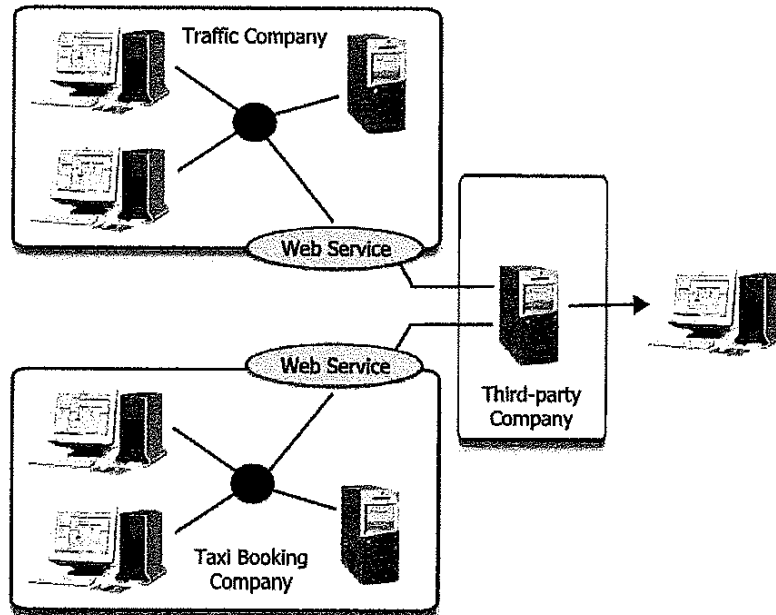 Traffic Company
Web Service
Web Service
Third-party
Company
Taxi Booking
Company